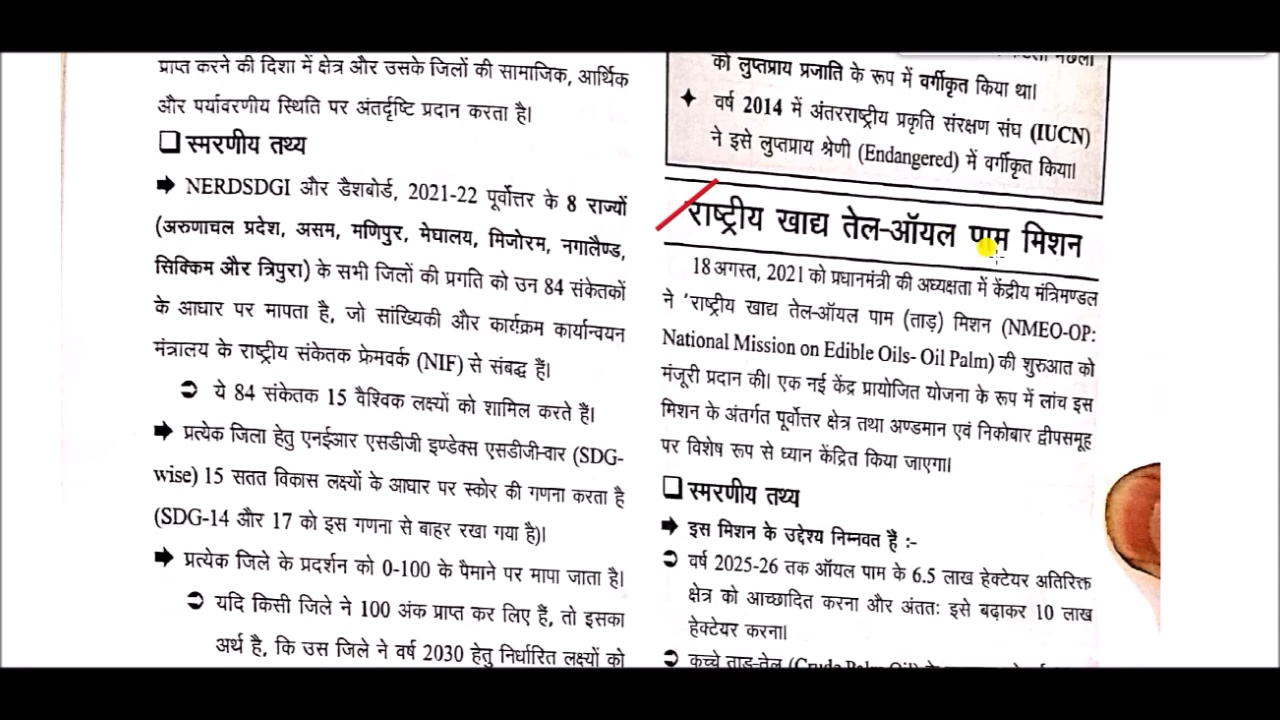 प्राप्त करने की दिशा में क्षेत्र और उसके जिलों की सामाजिक, आर्थिक
और पर्यावरणीय स्थिति पर अंतर्दृष्टि प्रदान करता है।
❑ स्मरणीय तथ्य
➡ NERDSDGI और डैशबोर्ड, 2021-22 पूर्वोत्तर के 8 राज्यों
(अरुणाचल प्रदेश, असम, मणिपुर, मेघालय, मिजोरम, नगालैण्ड,
सिक्किम और त्रिपुरा) के सभी जिलों की प्रगति को उन 84 संकेतकों
के आधार पर मापता है, जो सांख्यिकी और कार्यक्रम कार्यान्वयन
मंत्रालय के राष्ट्रीय संकेतक फ्रेमवर्क (NIF) से संबद्ध हैं।
➲ ये 84 संकेतक 15 वैश्विक लक्ष्यों को शामिल करते हैं।
➡ प्रत्येक जिला हेतु एनईआर एसडीजी इण्डेक्स एसडीजी-वार (SDG-
wise) 15 सतत विकास लक्ष्यों के आधार पर स्कोर की गणना करता है
(SDG-14 और 17 को इस गणना से बाहर रखा गया है)।
➡ प्रत्येक जिले के प्रदर्शन को 0-100 के पैमाने पर मापा जाता है।
➲ यदि किसी जिले ने 100 अंक प्राप्त कर लिए हैं, तो इसका
अर्थ है, कि उस जिले ने वर्ष 2030 हेतु निर्धारित लक्ष्यों को
को लुप्तप्राय प्रजाति के रूप में वर्गीकृत किया था।
✦ वर्ष 2014 में अंतरराष्ट्रीय प्रकृति संरक्षण संघ (IUCN)
ने इसे लुप्तप्राय श्रेणी (Endangered) में वर्गीकृत किया।
राष्ट्रीय खाद्य तेल-ऑयल पाम मिशन
18 अगस्त, 2021 को प्रधानमंत्री की अध्यक्षता में केंद्रीय मंत्रिमण्डल
ने 'राष्ट्रीय खाद्य तेल-ऑयल पाम (ताड़) मिशन (NMEO-OP:
National Mission on Edible Oils- Oil Palm) की शुरुआत को
मंजूरी प्रदान की। एक नई केंद्र प्रायोजित योजना के रूप में लांच इस
मिशन के अंतर्गत पूर्वोत्तर क्षेत्र तथा अण्डमान एवं निकोबार द्वीपसमूह
पर विशेष रूप से ध्यान केंद्रित किया जाएगा।
❑ स्मरणीय तथ्य
➡ इस मिशन के उद्देश्य निम्नवत हैं :-
➲ वर्ष 2025-26 तक ऑयल पाम के 6.5 लाख हेक्टेयर अतिरिक्त
क्षेत्र को आच्छादित करना और अंततः इसे बढ़ाकर 10 लाख
हेक्टेयर करना।
➲ कच्चे ताड़-तेल (Crude Palm Oil)